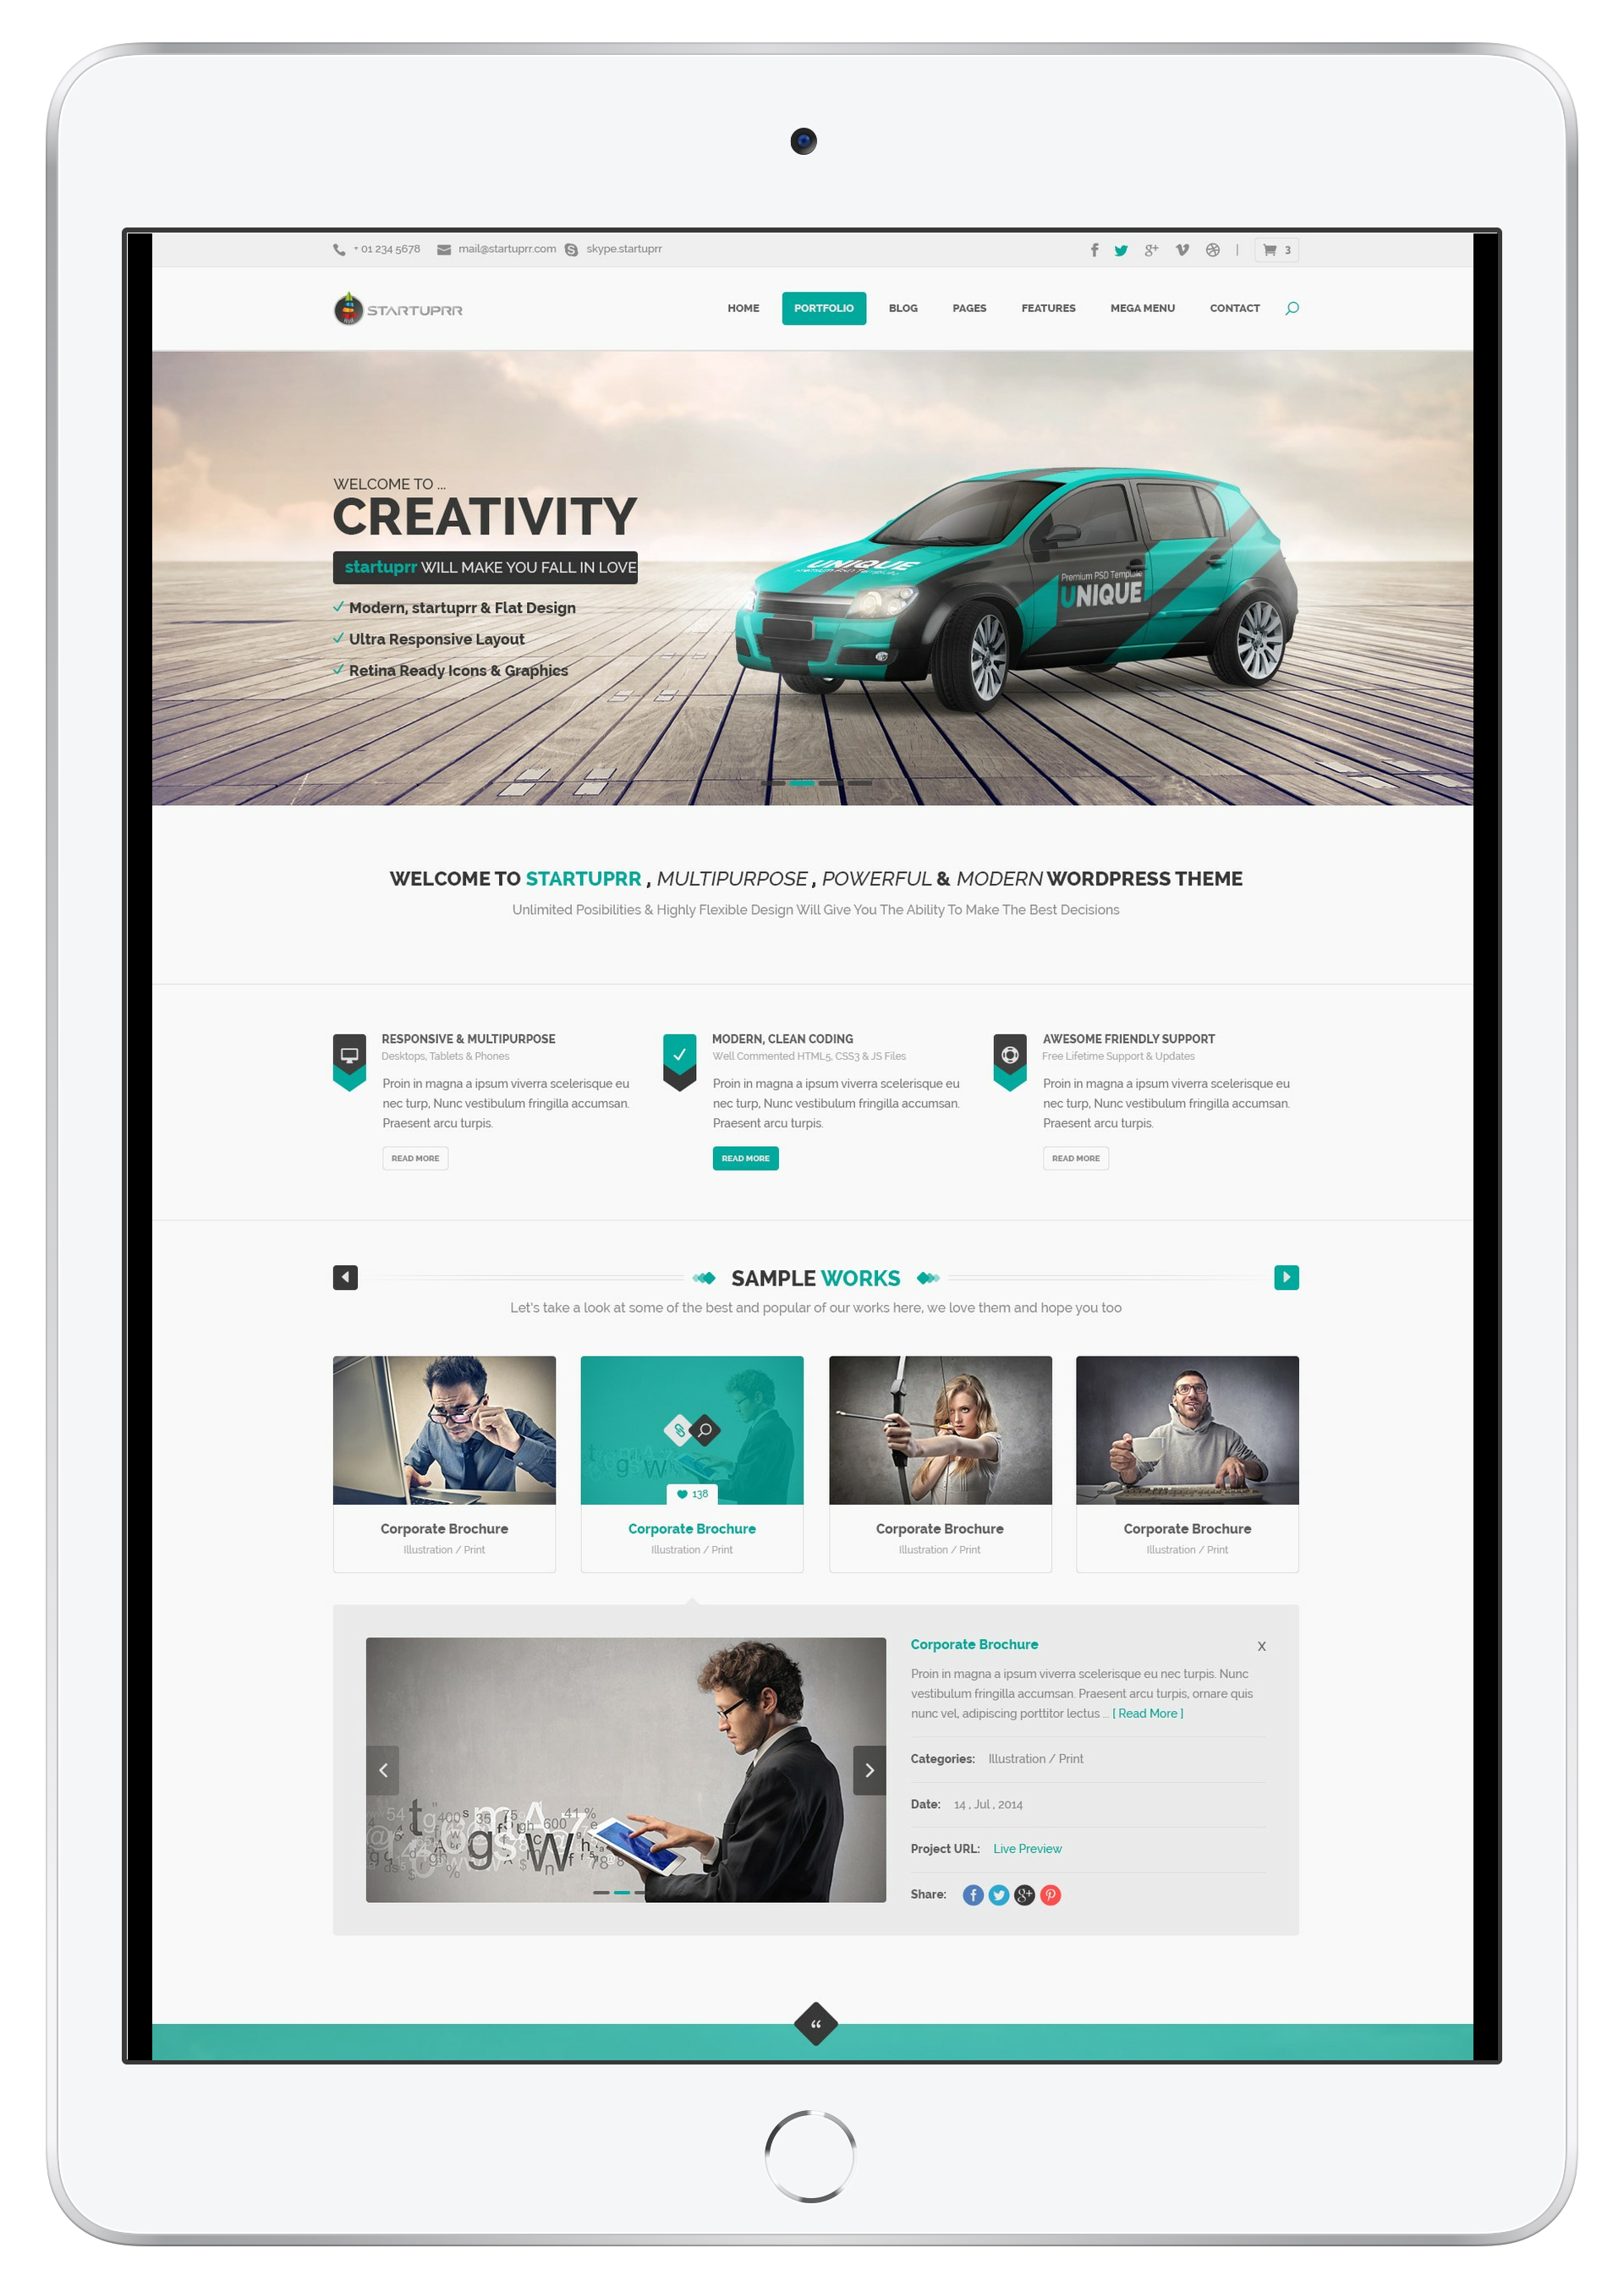 + 01 234 5678 mail@startuprr.com skype.startuprr 3
STARTUPRR
HOME PORTFOLIO BLOG PAGES FEATURES MEGA MENU CONTACT
WELCOME TO ...
CREATIVITY
startuprr WILL MAKE YOU FALL IN LOVE
Modern, startuprr & Flat Design
Ultra Responsive Layout
Retina Ready Icons & Graphics
UNIQUE
Premium PSD Template
UNIQUE
WELCOME TO STARTUPRR , MULTIPURPOSE , POWERFUL & MODERN WORDPRESS THEME
Unlimited Posibilities & Highly Flexible Design Will Give You The Ability To Make The Best Decisions
RESPONSIVE & MULTIPURPOSE
Desktops, Tablets & Phones
Proin in magna a ipsum viverra scelerisque eu
nec turp, Nunc vestibulum fringilla accumsan.
Praesent arcu turpis.
READ MORE
MODERN, CLEAN CODING
Well Commented HTML5, CSS3 & JS Files
Proin in magna a ipsum viverra scelerisque eu
nec turp, Nunc vestibulum fringilla accumsan.
Praesent arcu turpis.
READ MORE
AWESOME FRIENDLY SUPPORT
Free Lifetime Support & Updates
Proin in magna a ipsum viverra scelerisque eu
nec turp, Nunc vestibulum fringilla accumsan.
Praesent arcu turpis.
READ MORE
SAMPLE WORKS
Let's take a look at some of the best and popular of our works here, we love them and hope you too
138
Corporate Brochure
Illustration / Print
Corporate Brochure
Illustration / Print
Corporate Brochure
Illustration / Print
Corporate Brochure
Illustration / Print
Corporate Brochure X
Proin in magna a ipsum viverra scelerisque eu nec turpis. Nunc
vestibulum fringilla accumsan. Praesent arcu turpis, ornare quis
nunc vel, adipiscing porttitor lectus ... [ Read More ]
Categories: Illustration / Print
Date: 14 , Jul , 2014
Project URL: Live Preview
Share:
“